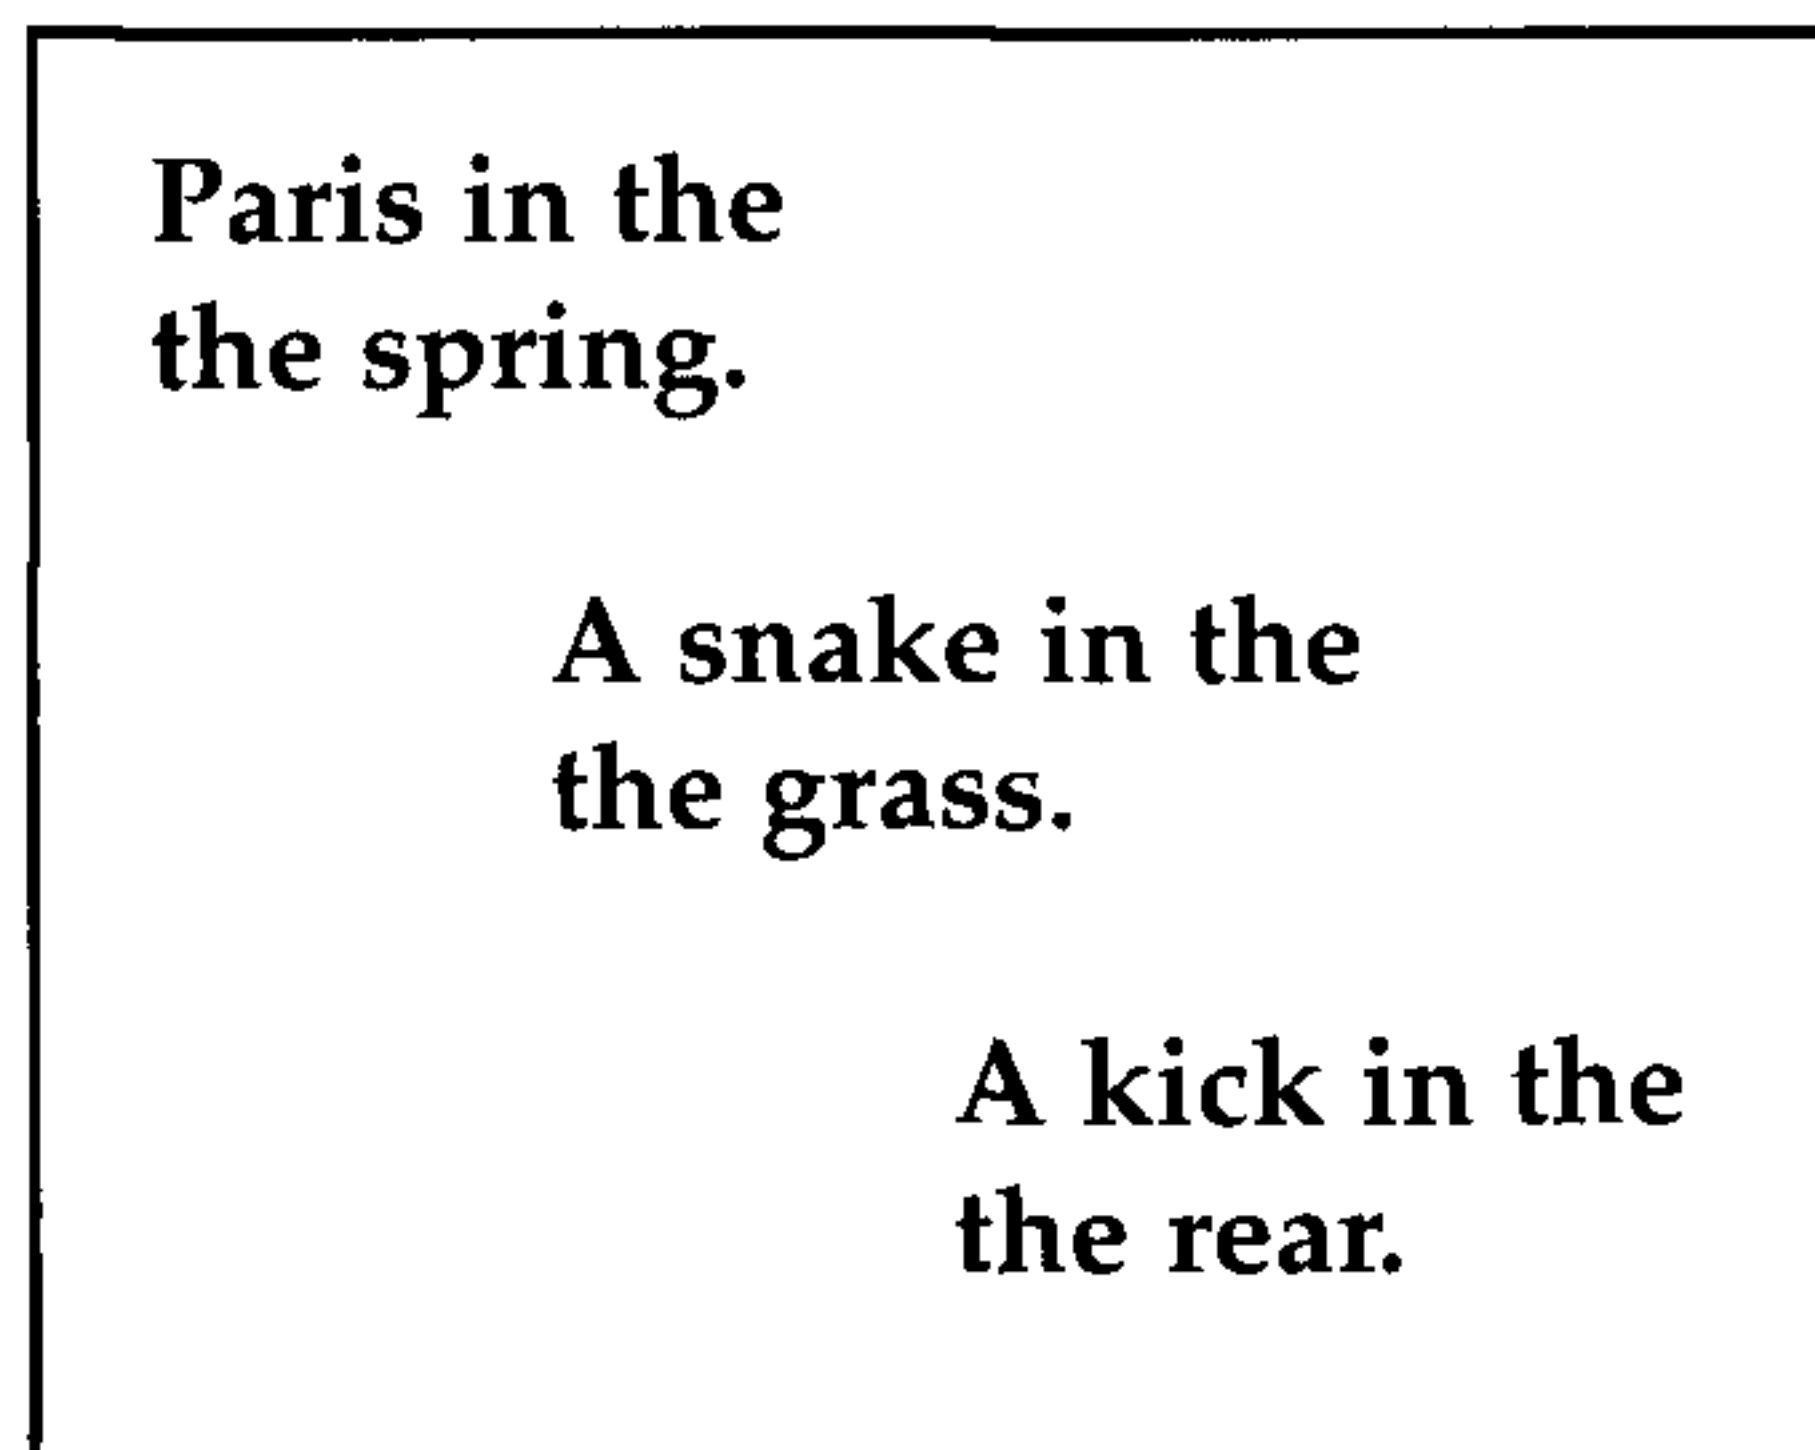 Paris in the
the spring.
A snake in the
the grass.
A kick in the
the rear.